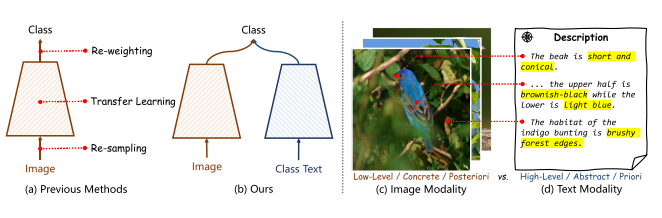 Class
Re-weighting
Transfer Learning
Re-sampling
Image
(a) Previous Methods
Class
Image
Class Text
(b) Ours
Low-Level / Concrete / Posteriori
(c) Image Modality
vs.
Description
The beak is short and
conical.
... the upper half is
brownish-black while the
lower is light blue.
The habitat of the
indigo bunting is brushy
forest edges.
High-Level / Abstract / Priori
(d) Text Modality